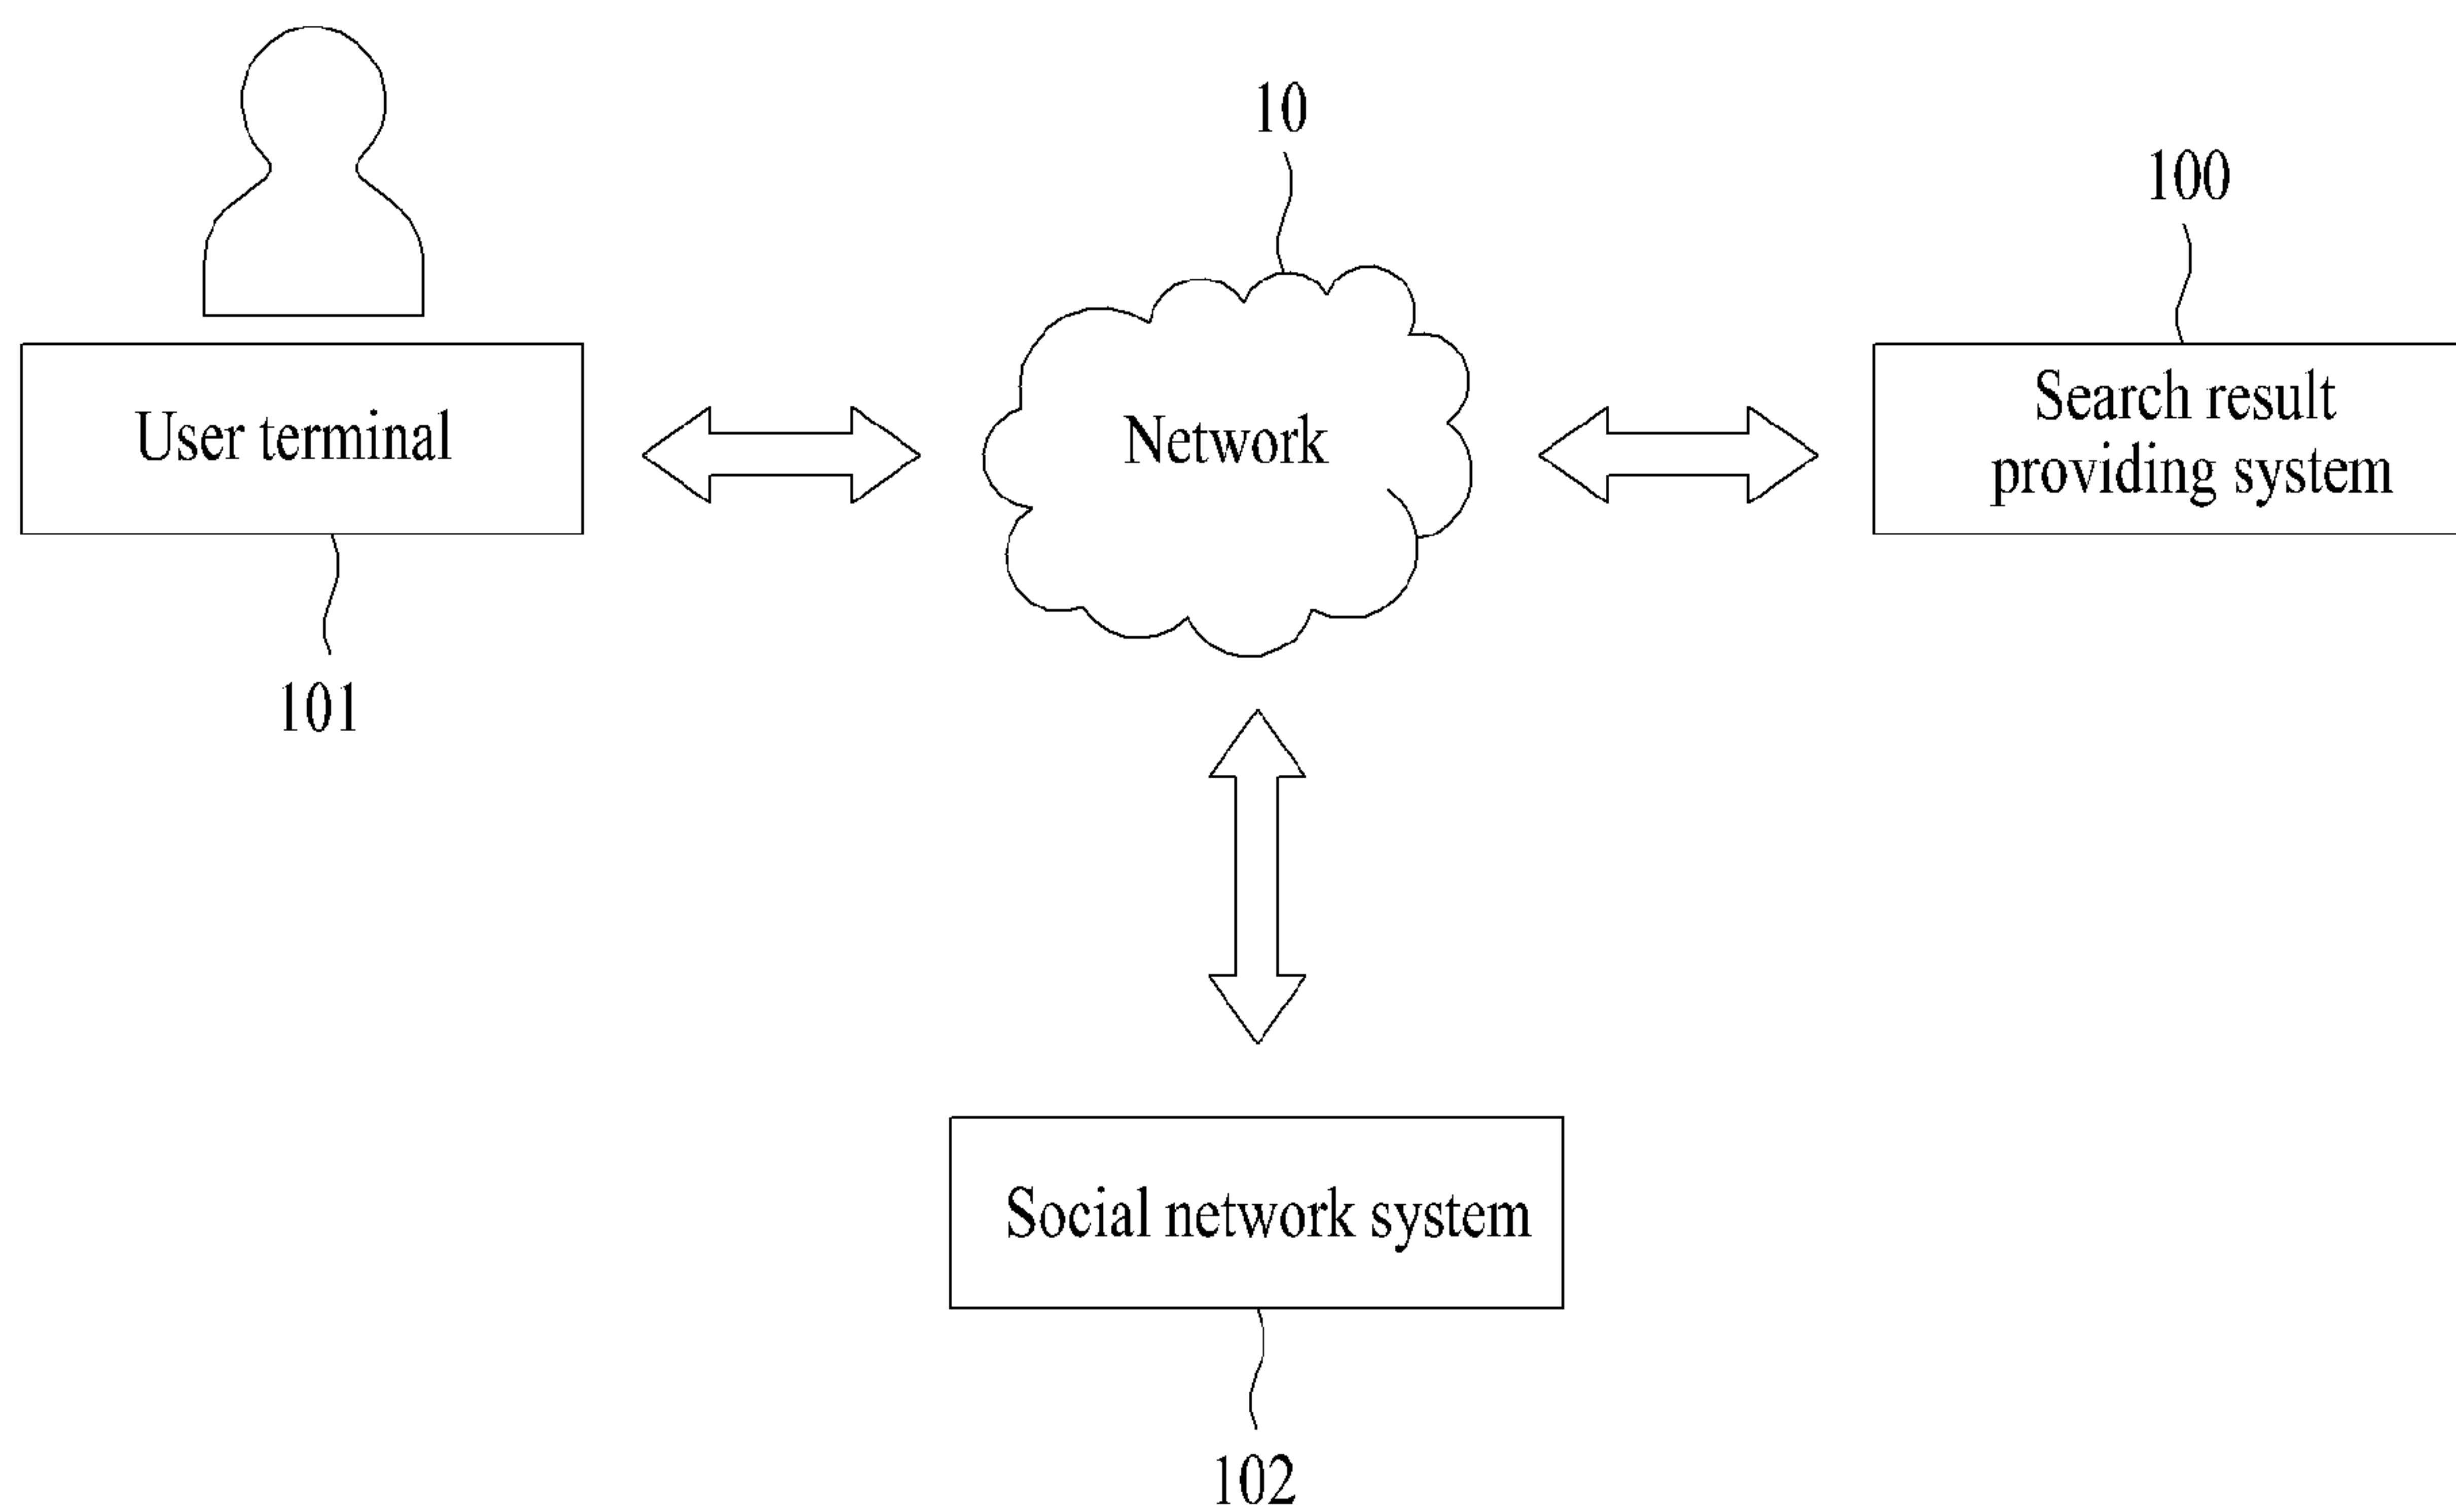 10
100
User terminal
Network
Search result
providing system
101
Social network system
102